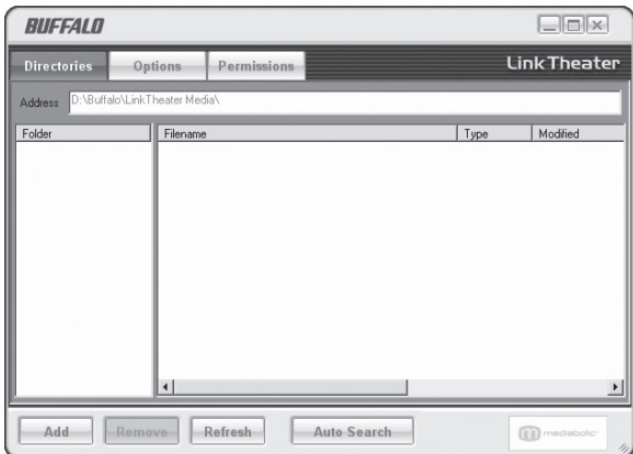 BUFFALO
Directories Options Permissions LinkTheater
Address D:\Buffalo\LinkTheater Media\
Folder Filename Type Modified
Add Remove Refresh Auto Search mediabolic